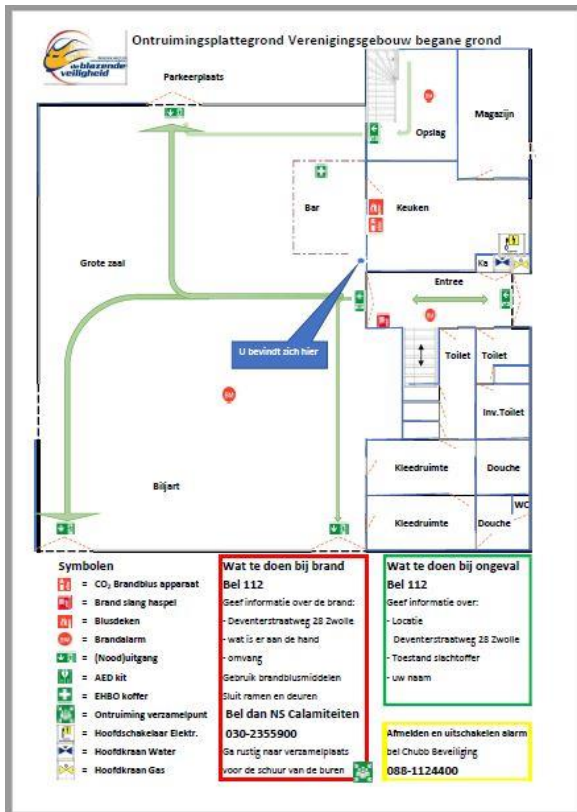 Ontruimingsplattegrond Verenigingsgebouw begane grond
de blazende
veiligheid
Parkeerplaats
BM
Magazijn
Opslag
Bar
Keuken
Grote zaal
Ka
Entree
BM
U bevindt zich hier
Toilet
Toilet
BM
Inv.Toilet
Kleedruimte
Douche
Biljart
WC
Kleedruimte
Douche
Symbolen
= CO₂ Brandblus apparaat
= Brand slang haspel
= Blusdeken
BM = Brandalarm
= (Nood)uitgang
= AED kit
= EHBO koffer
= Ontruiming verzamelpunt
= Hoofdschakelaar Elektr.
= Hoofdkraan Water
= Hoofdkraan Gas
Wat te doen bij brand
Bel 112
Geef informatie over de brand:
- Deventerstraatweg 28 Zwolle
- wat is er aan de hand
- omvang
Gebruik brandblusmiddelen
Sluit ramen en deuren
Bel dan NS Calamiteiten
030-2355900
Ga rustig naar verzamelplaats
voor de schuur van de buren
Wat te doen bij ongeval
Bel 112
Geef informatie over:
- Locatie
Deventerstraatweg 28 Zwolle
- Toestand slachtoffer
- uw naam
Afmelden en uitschakelen alarm
bel Chubb Beveiliging
088-1124400